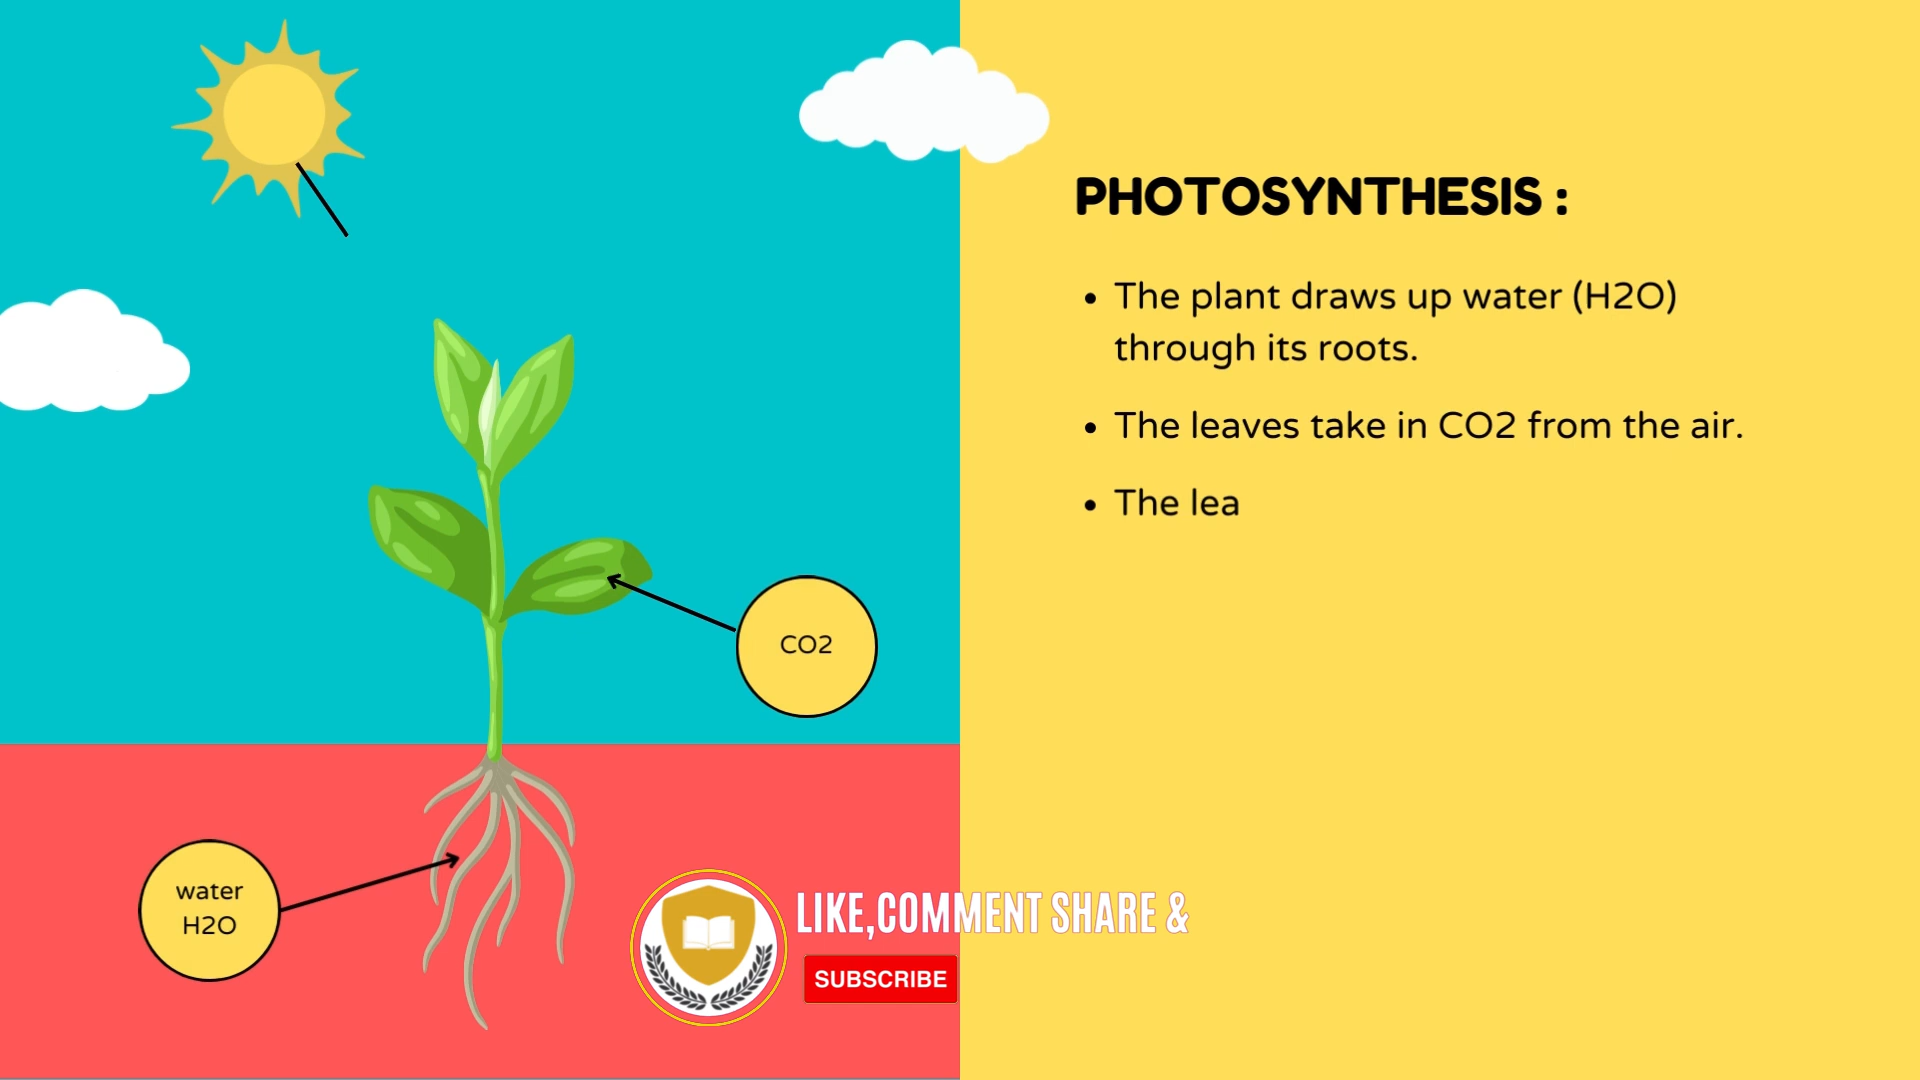 PHOTOSYNTHESIS :
• The plant draws up water (H2O)
through its roots.
• The leaves take in CO2 from the air.
• The lea
CO2
water
H2O
LIKE,COMMENT SHARE &
SUBSCRIBE